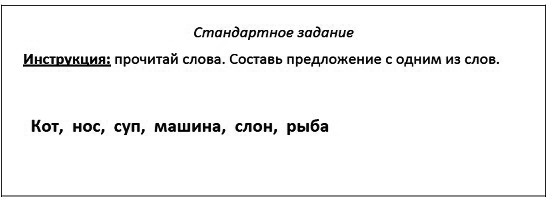 Стандартное задание
Инструкция: прочитай слова. Составь предложение с одним из слов.
Кот, нос, суп, машина, слон, рыба